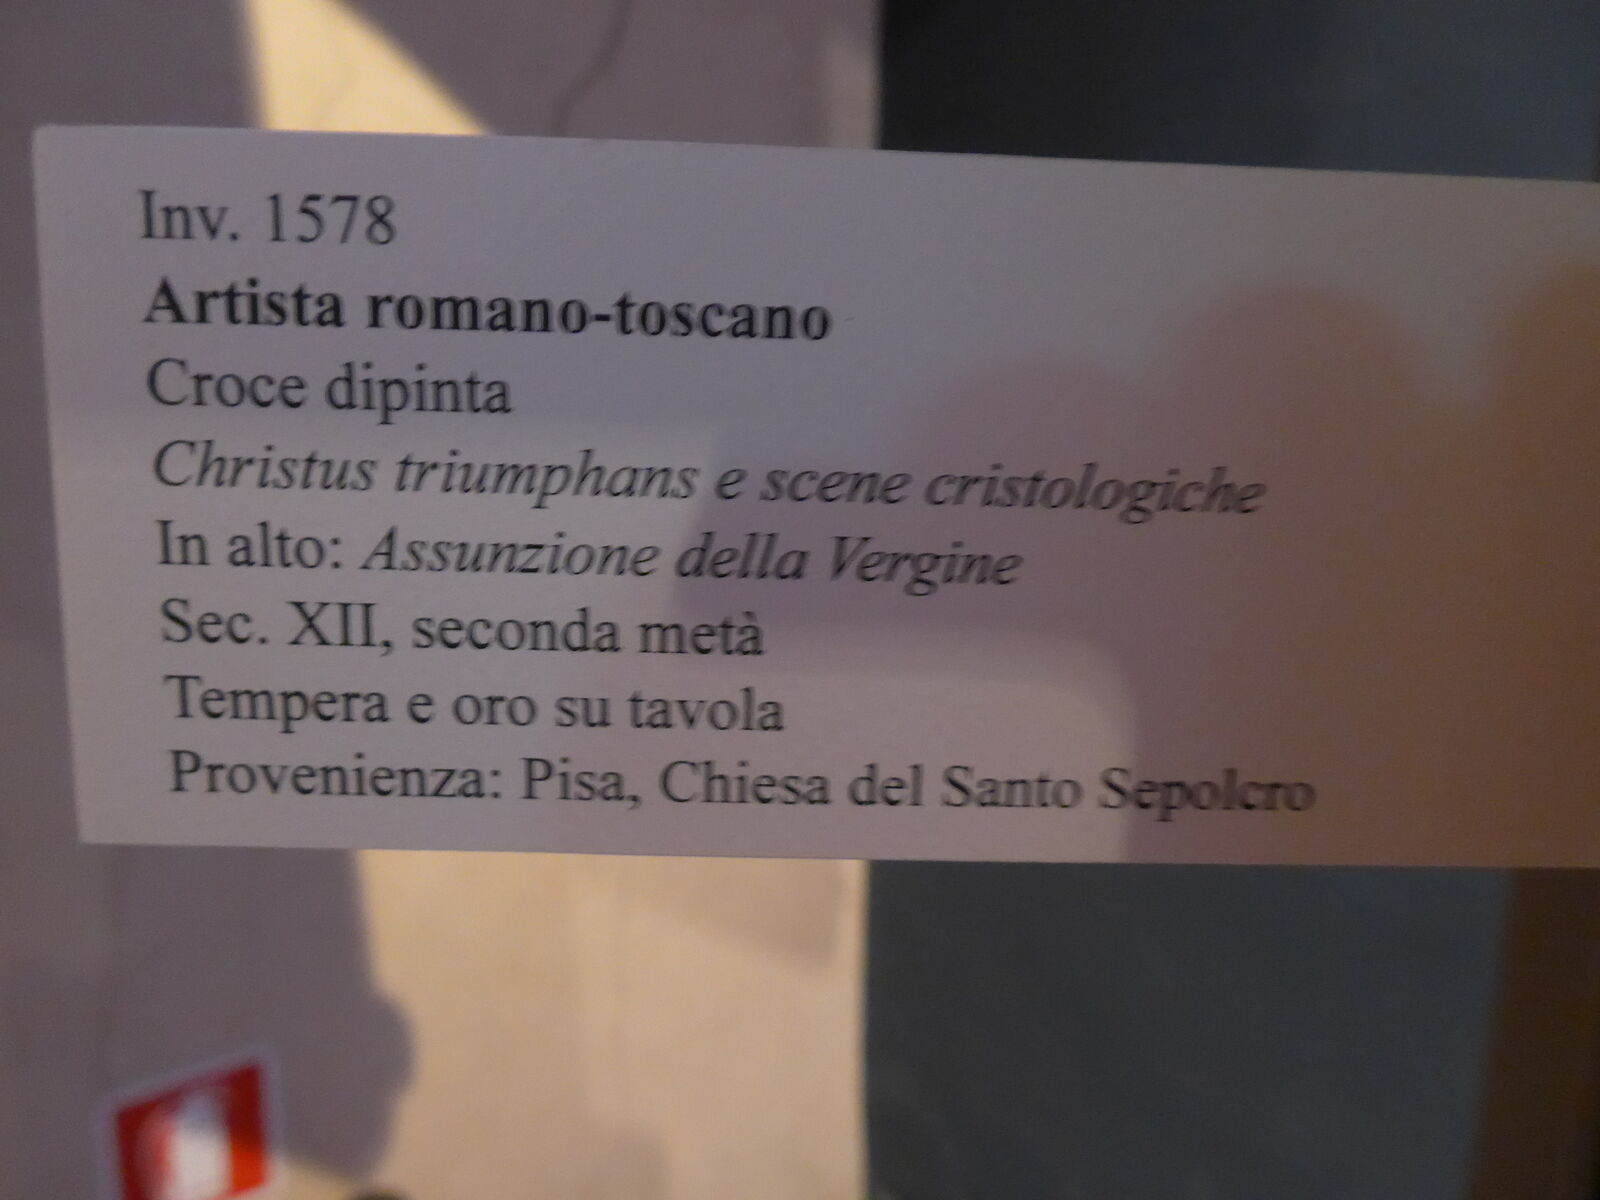 Inv. 1578
Artista romano-toscano
Croce dipinta
Christus triumphans e scene cristologiche
In alto: Assunzione della Vergine
Sec. XII, seconda metà
Tempera e oro su tavola
Provenienza: Pisa, Chiesa del Santo Sepolcro